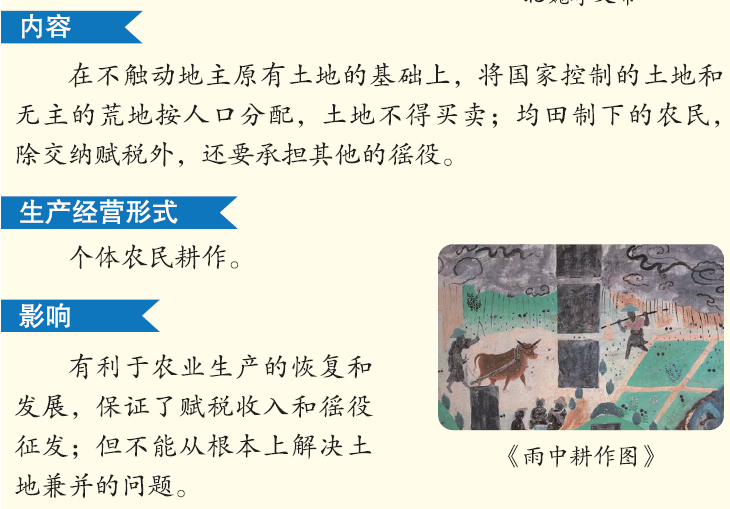 内容
在不触动地主原有土地的基础上，将国家控制的土地和
无主的荒地按人口分配，土地不得买卖；均田制下的农民，
除交纳赋税外，还要承担其他的徭役。
生产经营形式
个体农民耕作。
影响
有利于农业生产的恢复和
发展，保证了赋税收入和徭役
征发；但不能从根本上解决土
地兼并的问题。
《雨中耕作图》